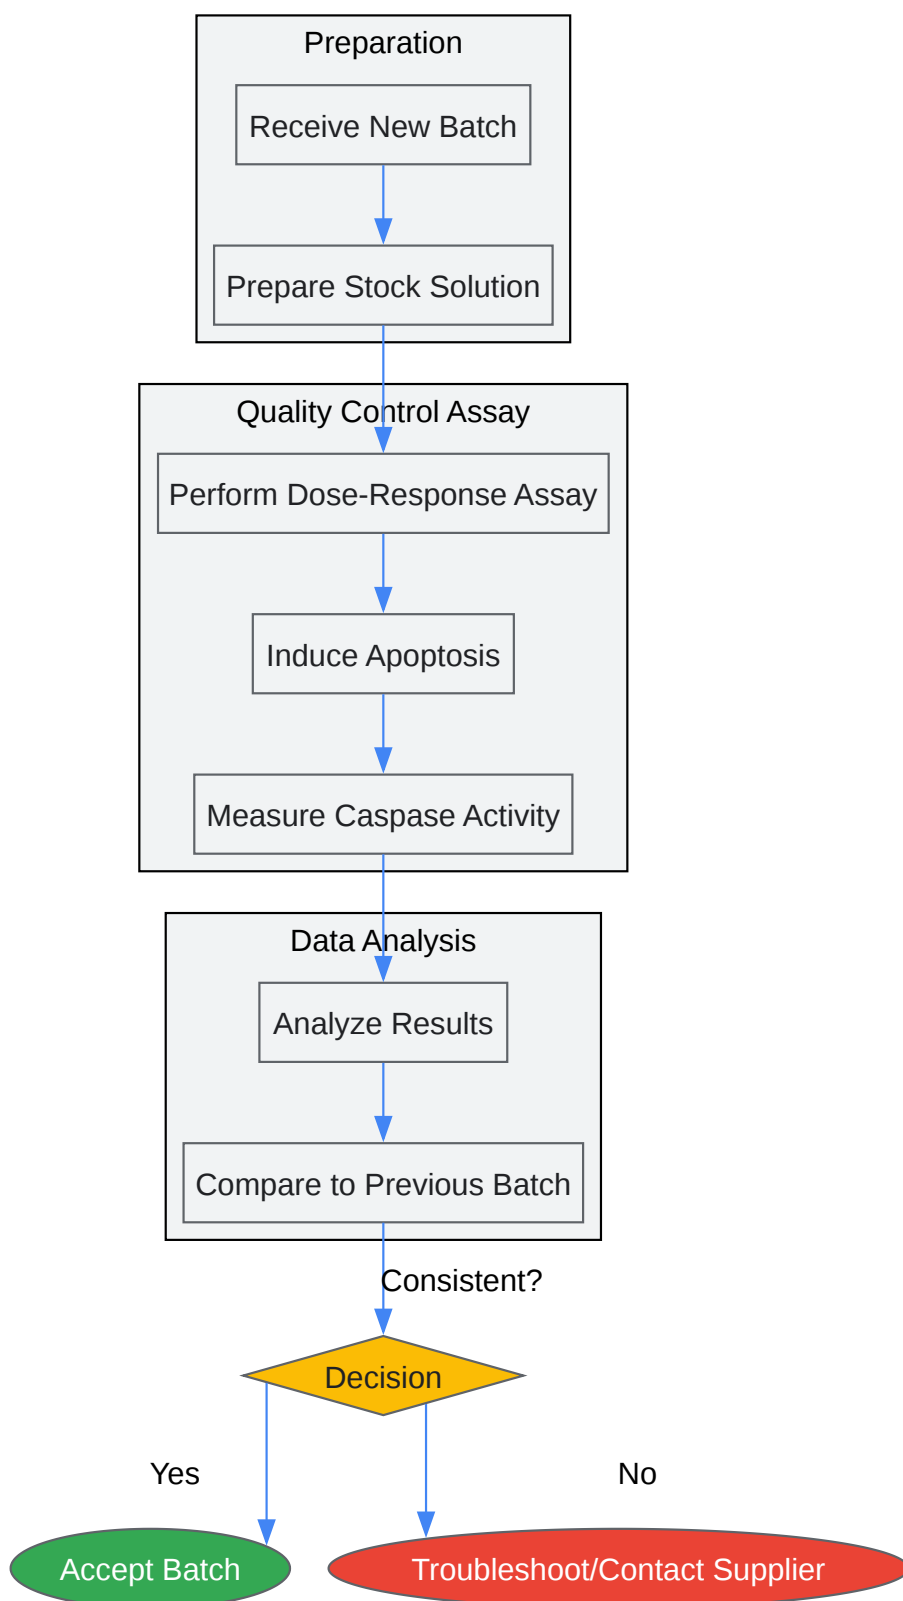 Preparation
Receive New Batch
Prepare Stock Solution
Quality Control Assay
Perform Dose-Response Assay
Induce Apoptosis
Measure Caspase Activity
Data Analysis
Analyze Results
Compare to Previous Batch
Consistent?
Decision
Yes
No
Accept Batch
Troubleshoot/Contact Supplier